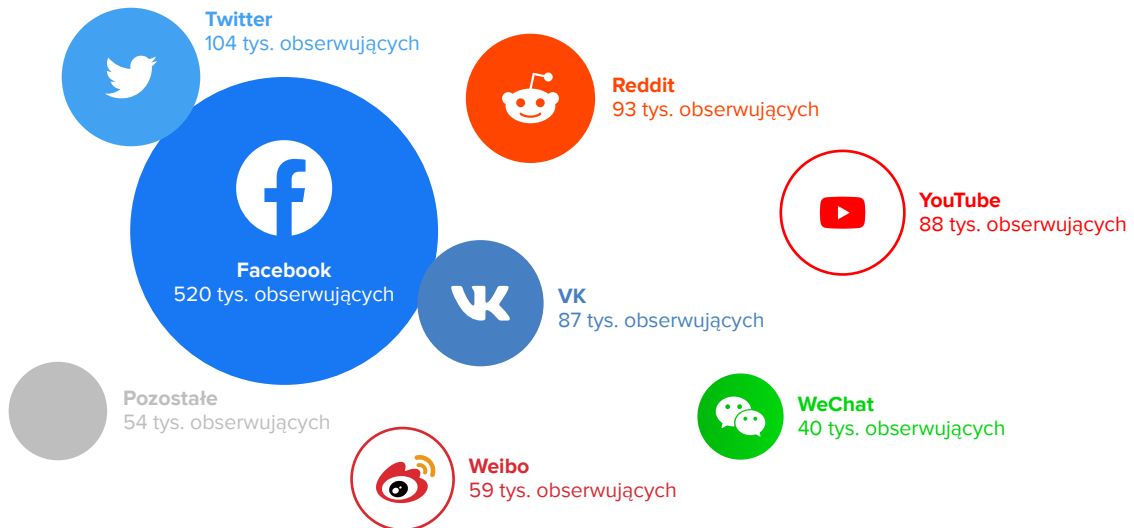 Twitter
104 tys. obserwujących
Reddit
93 tys. obserwujących
YouTube
88 tys. obserwujących
Facebook
520 tys. obserwujących
VK
87 tys. obserwujących
Pozostałe
54 tys. obserwujących
WeChat
40 tys. obserwujących
Weibo
59 tys. obserwujących